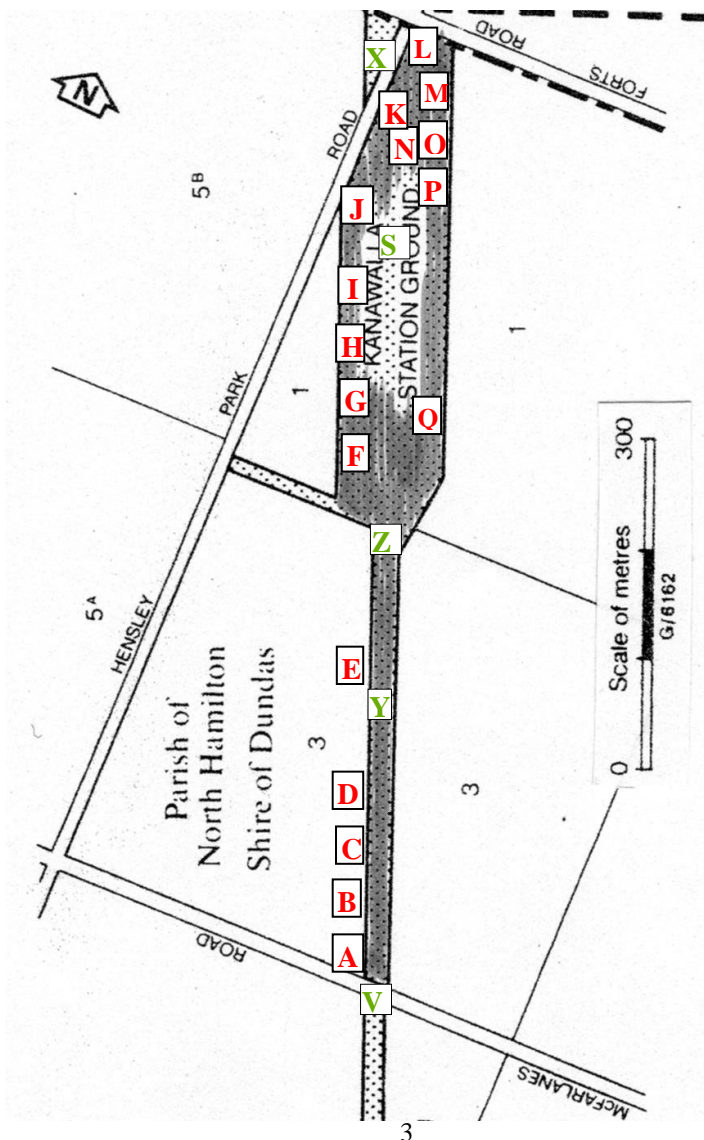 X
L
FORTS
ROAD
N
M
K
ROAD
N
O
5B
P
J
S
KANAWALLA
STATION GROUND
I
1
H
PARK
1
G
Q
F
Z
300
Scale of metres
G/6162
0
5A
HENSLEY
E
Y
Parish of
North Hamilton
Shire of Dundas
3
3
D
C
B
A
ROAD
V
McFARLANES
3